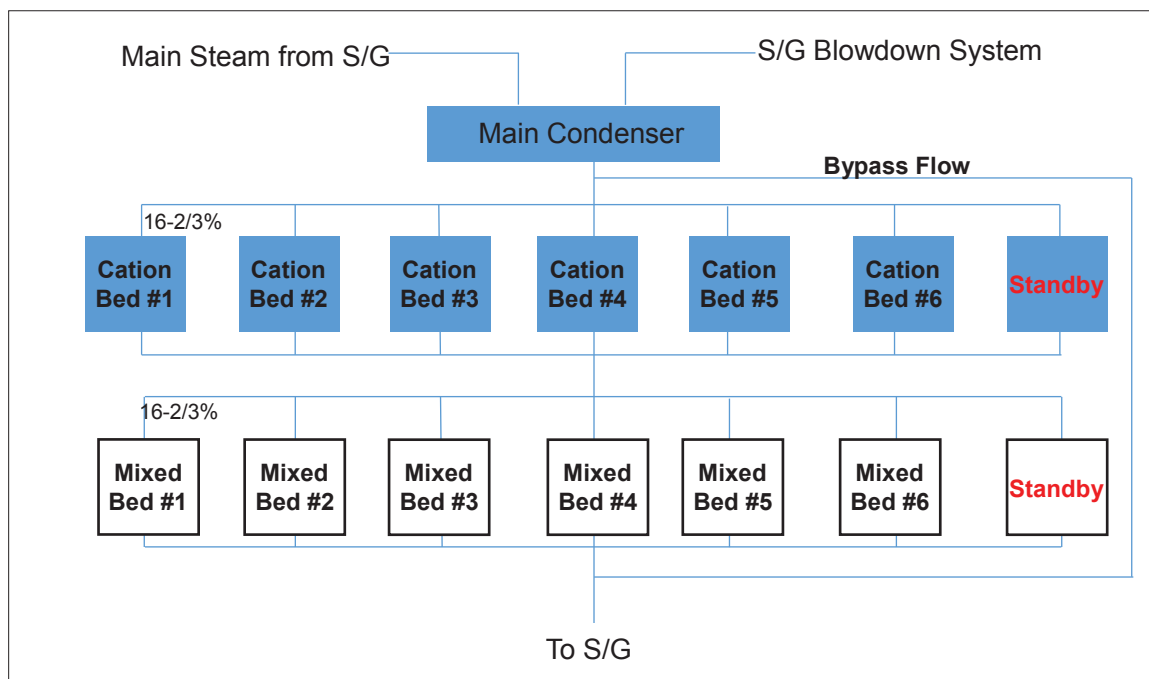 Main Steam from S/G
S/G Blowdown System
Main Condenser
Bypass Flow
16-2/3%
Cation
Bed #1
Cation
Bed #2
Cation
Bed #3
Cation
Bed #4
Cation
Bed #5
Cation
Bed #6
Standby
16-2/3%
Mixed
Bed #1
Mixed
Bed #2
Mixed
Bed #3
Mixed
Bed #4
Mixed
Bed #5
Mixed
Bed #6
Standby
To S/G